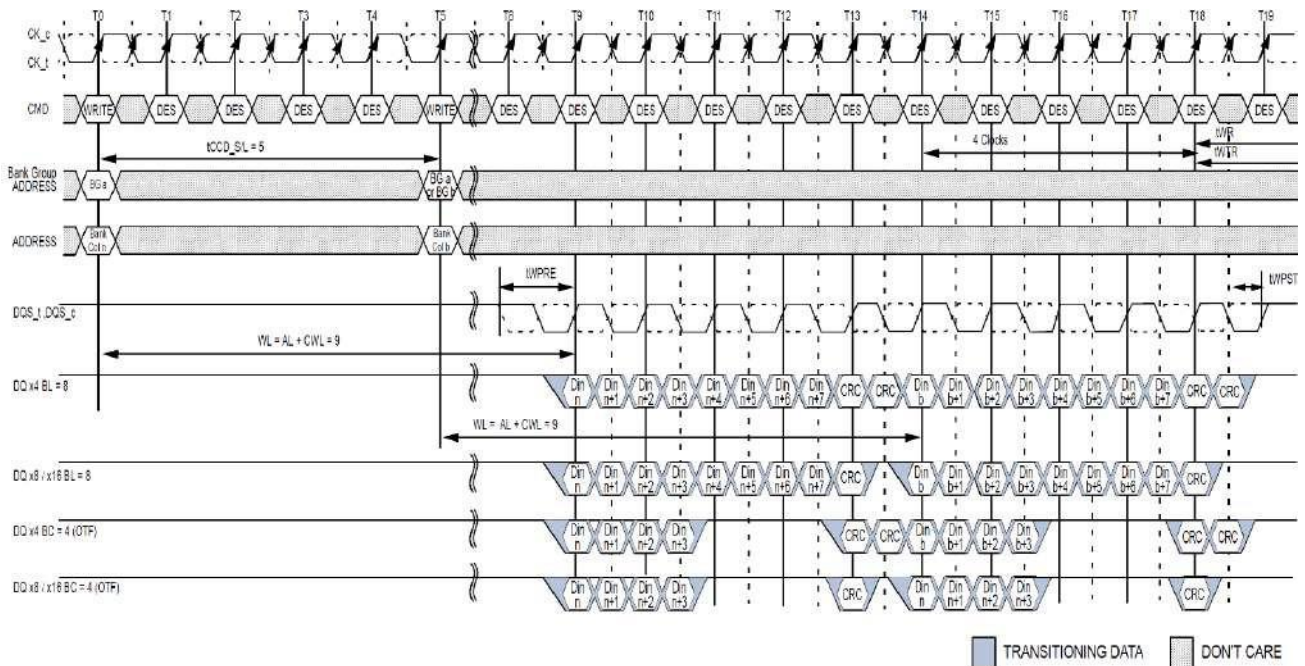 T0 T1 T2 T3 T4 T5 T8 T9 T10 T11 T12 T13 T14 T15 T16 T17 T18 T19
CK_c
CK_t
CMD WRITE DES DES DES DES WRITE DES DES DES DES DES DES DES DES DES DES DES DES
tCCD_S/L = 5 4 Clocks tWR
tWTR
Bank Group
ADDRESS BG a BG a
or BG b
ADDRESS Bank
Col n Bank
Col b
tWPRE tWPST
DQS_t ,DQS_c
WL = AL + CWL = 9
DQ x4 BL = 8 Din
n Din
n+1 Din
n+2 Din
n+3 Din
n+4 Din
n+5 Din
n+6 Din
n+7 CRC CRC Din
b Din
b+1 Din
b+2 Din
b+3 Din
b+4 Din
b+5 Din
b+6 Din
b+7 CRC CRC
WL = AL + CWL = 9
DQ x8 / x16 BL = 8 Din
n Din
n+1 Din
n+2 Din
n+3 Din
n+4 Din
n+5 Din
n+6 Din
n+7 CRC Din
b Din
b+1 Din
b+2 Din
b+3 Din
b+4 Din
b+5 Din
b+6 Din
b+7 CRC
DQ x4 BC = 4 (OTF) Din
n Din
n+1 Din
n+2 Din
n+3 CRC CRC Din
b Din
b+1 Din
b+2 Din
b+3 CRC CRC
DQ x8 / x16 BC = 4 (OTF) Din
n Din
n+1 Din
n+2 Din
n+3 CRC Din
n Din
n+1 Din
n+2 Din
n+3 CRC
TRANSITIONING DATA DON'T CARE